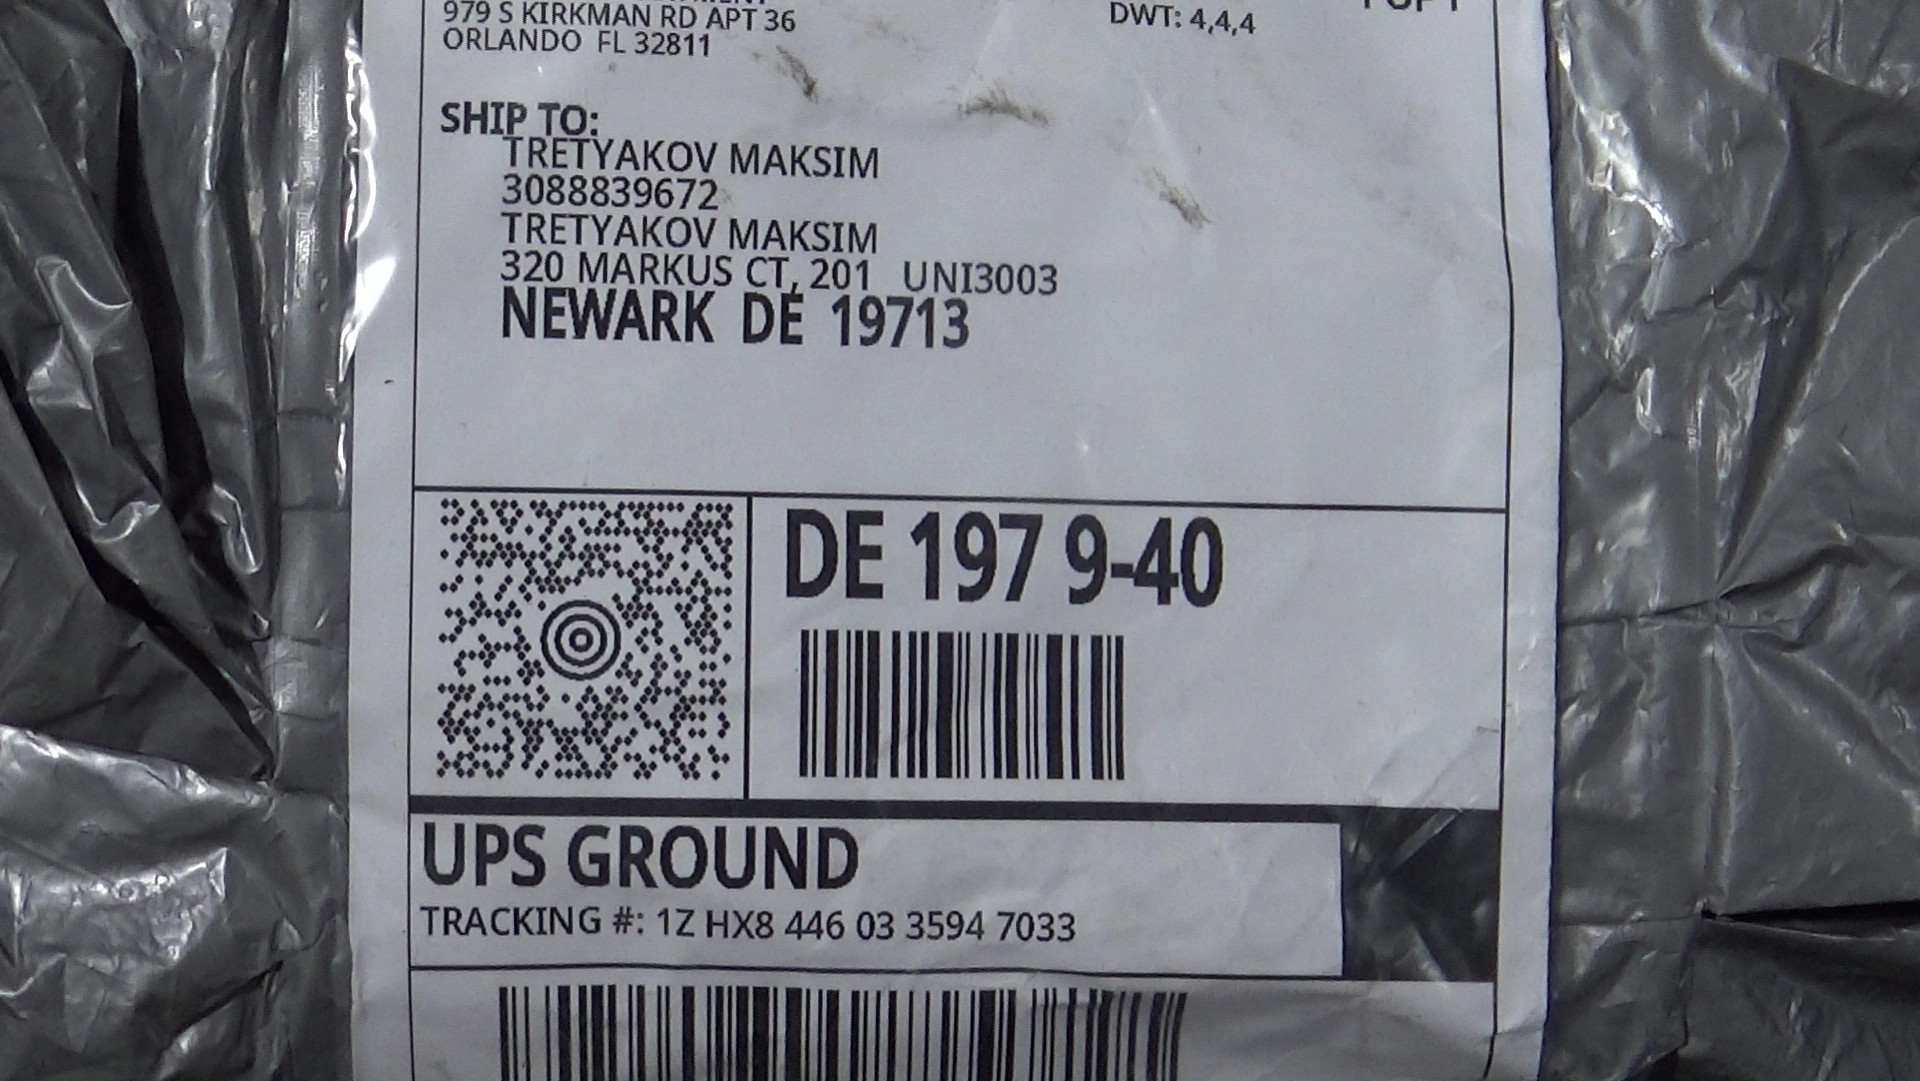 979 S KIRKMAN RD APT 36
ORLANDO FL 32811
DWT: 4,4,4
SHIP TO:
TRETYAKOV MAKSIM
3088839672
TRETYAKOV MAKSIM
320 MARKUS CT, 201 UNI3003
NEWARK DE 19713
DE 197 9-40
UPS GROUND
TRACKING #: 1Z HX8 446 03 3594 7033